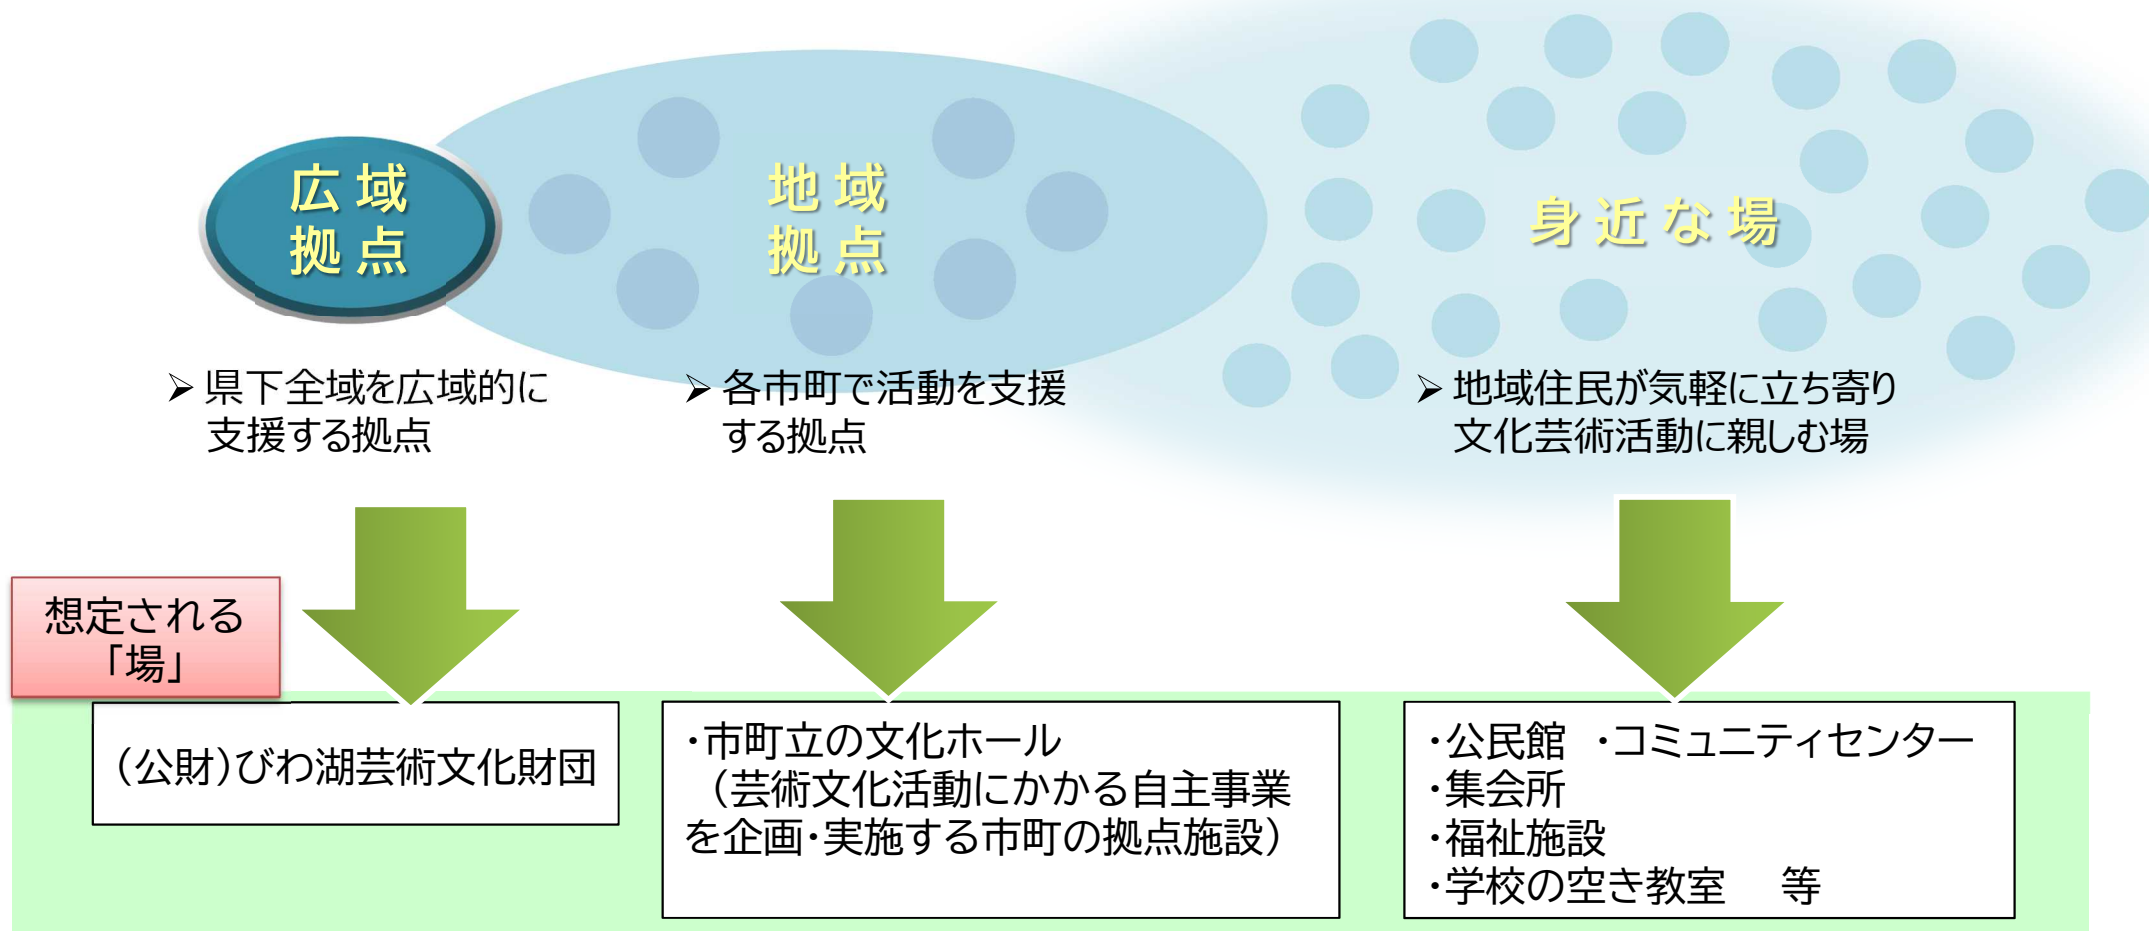 広域
拠点
地域
拠点
身近な場
➢ 県下全域を広域的に
支援する拠点
➢ 各市町で活動を支援
する拠点
➢ 地域住民が気軽に立ち寄り
文化芸術活動に親しむ場
想定される
「場」
（公財）びわ湖芸術文化財団
・市町立の文化ホール
（芸術文化活動にかかる自主事業
を企画・実施する市町の拠点施設）
・公民館　・コミュニティセンター
・集会所
・福祉施設
・学校の空き教室　等